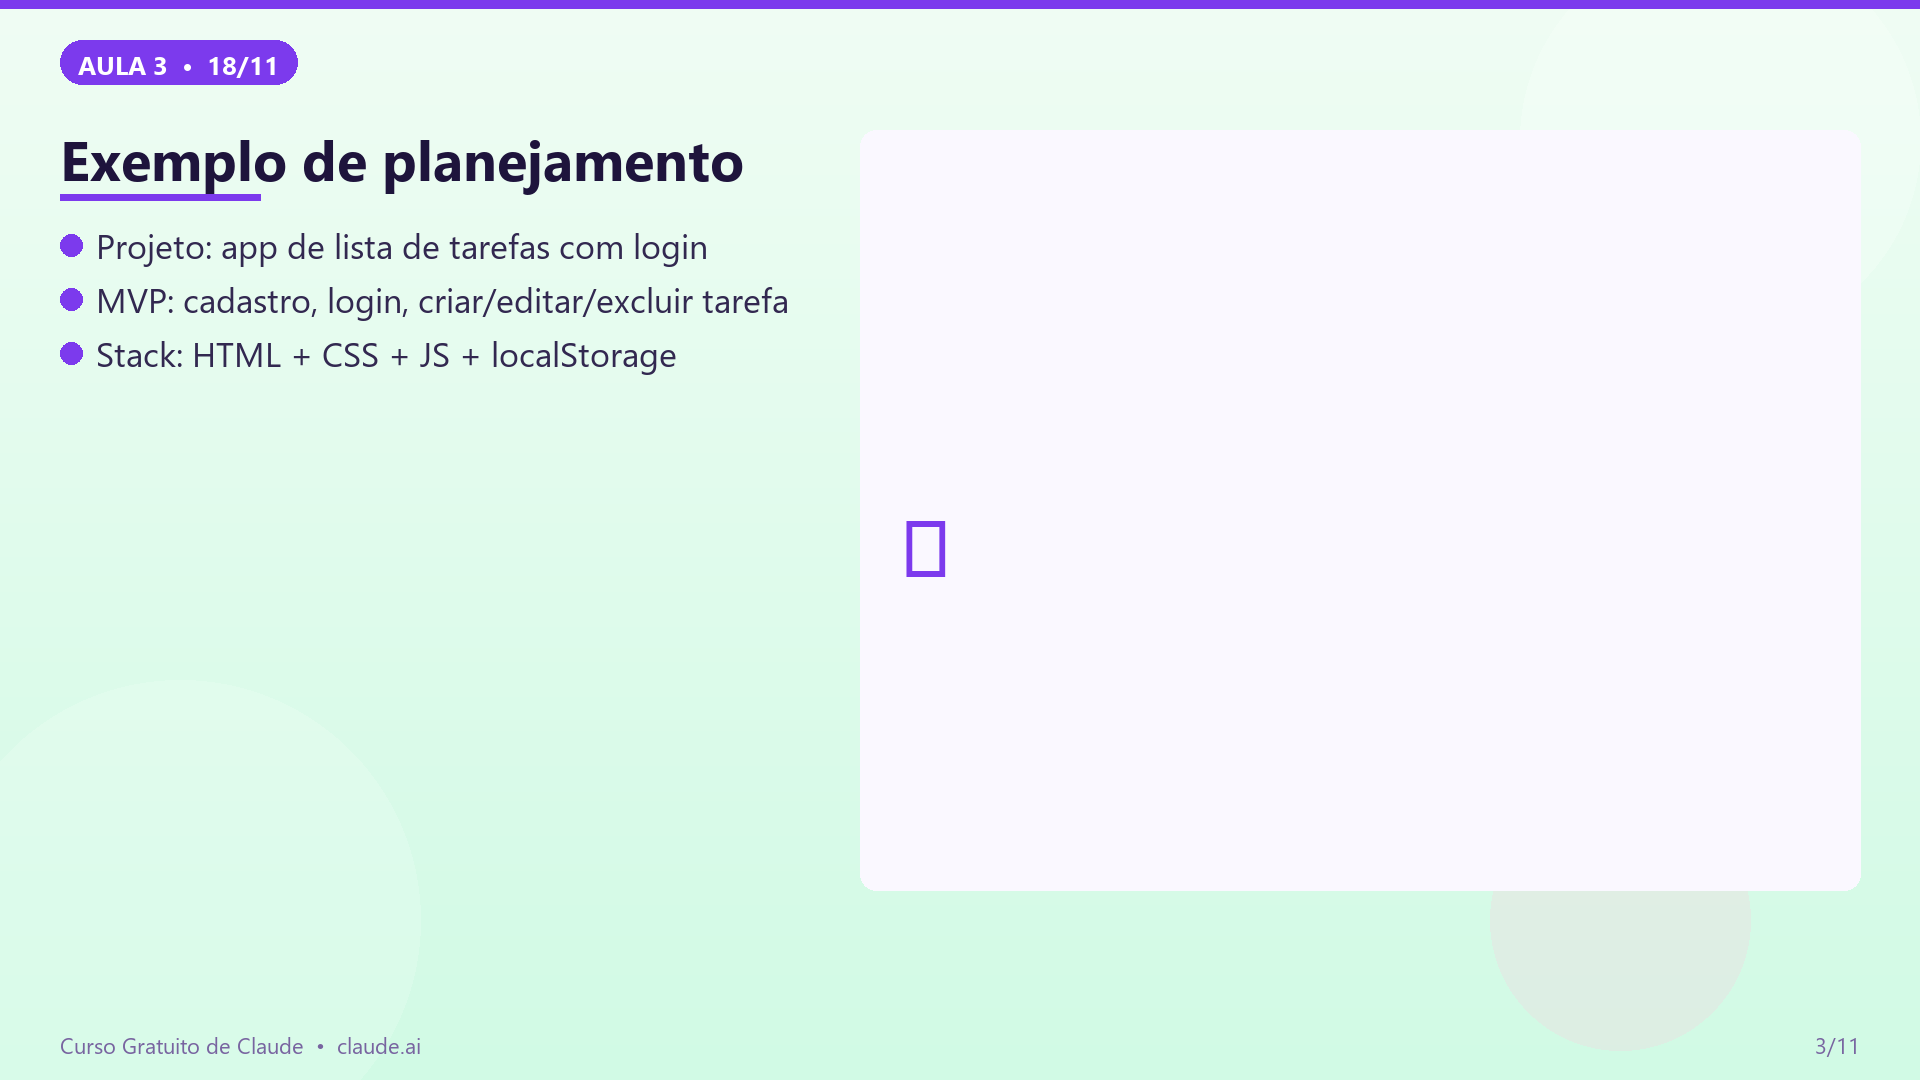 AULA 3 • 18/11
Exemplo de planejamento
Projeto: app de lista de tarefas com login
MVP: cadastro, login, criar/editar/excluir tarefa
Stack: HTML + CSS + JS + localStorage
Curso Gratuito de Claude • claude.ai
3/11